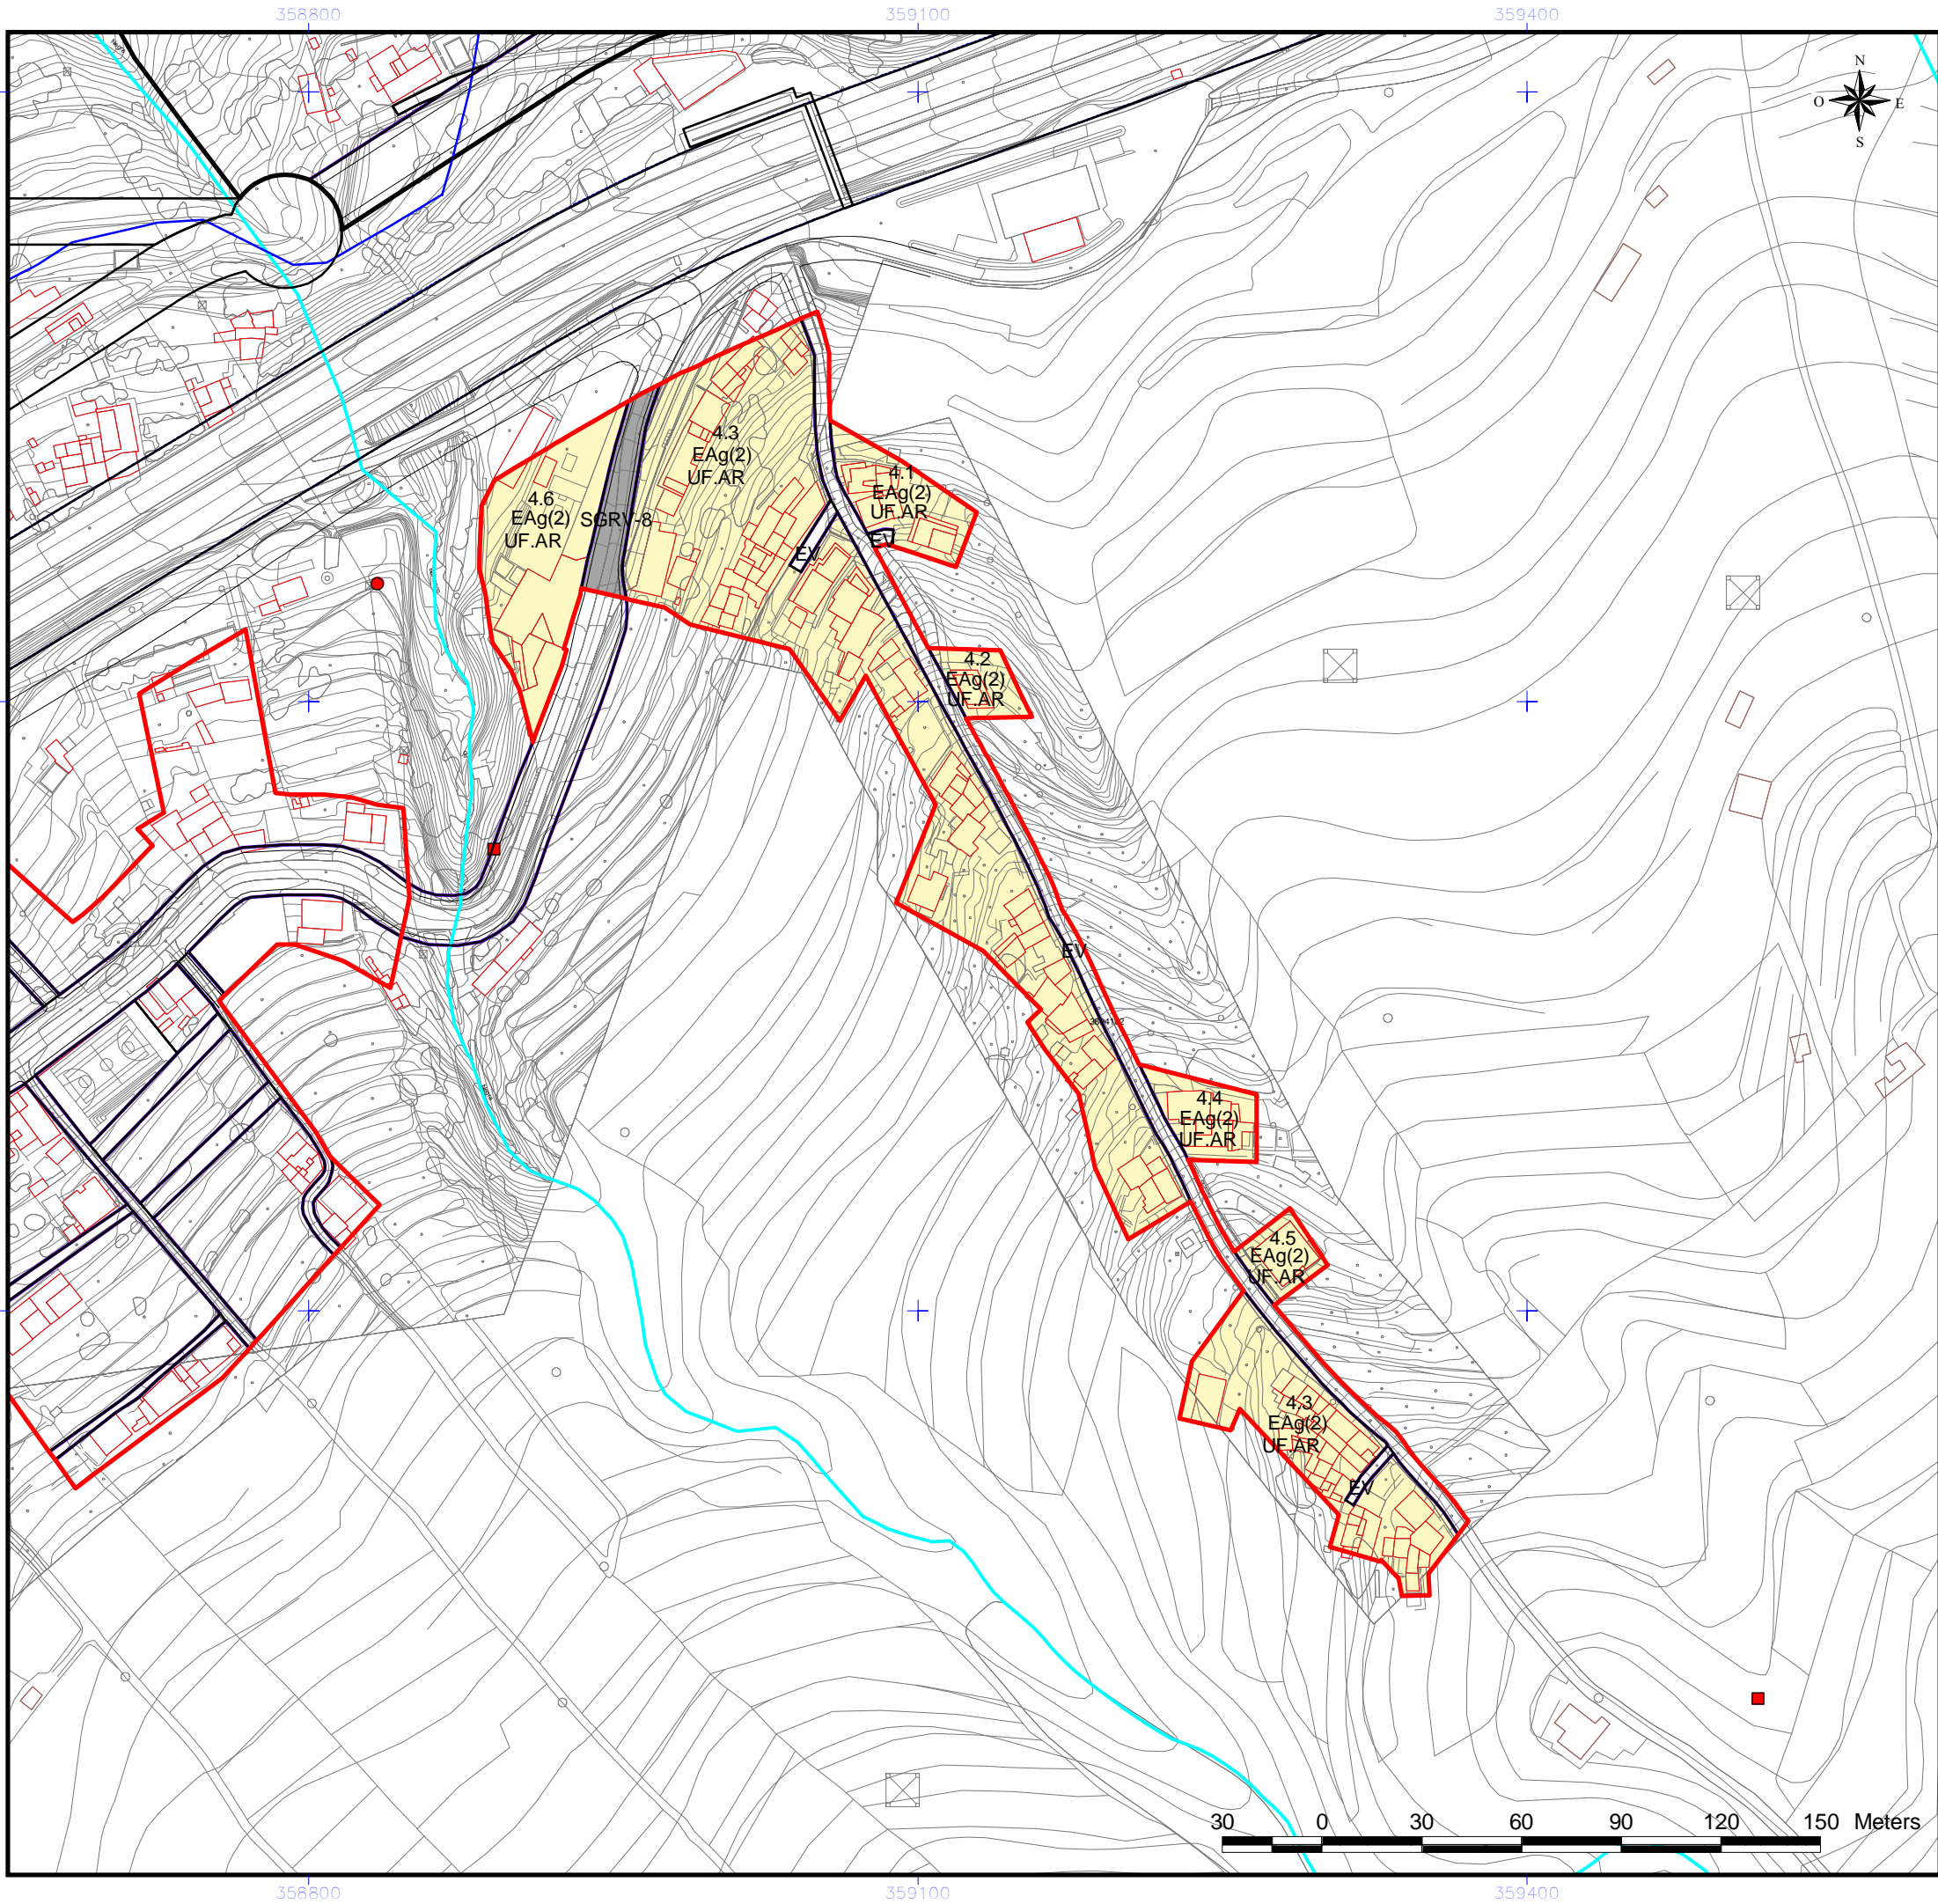 358800 359100 359400
N
O E
S
4.3
EAg(2)
UF.AR
4.1
EAg(2)
UF.AR
4.6
EAg(2)
UF.AR
SGRV-8
EV
EV
4.2
EAg(2)
UF.AR
EV
4.4
EAg(2)
UF.AR
4.5
EAg(2)
UF.AR
4.3
EAg(2)
UF.AR
EV
30 0 30 60 90 120 150 Meters
358800 359100 359400